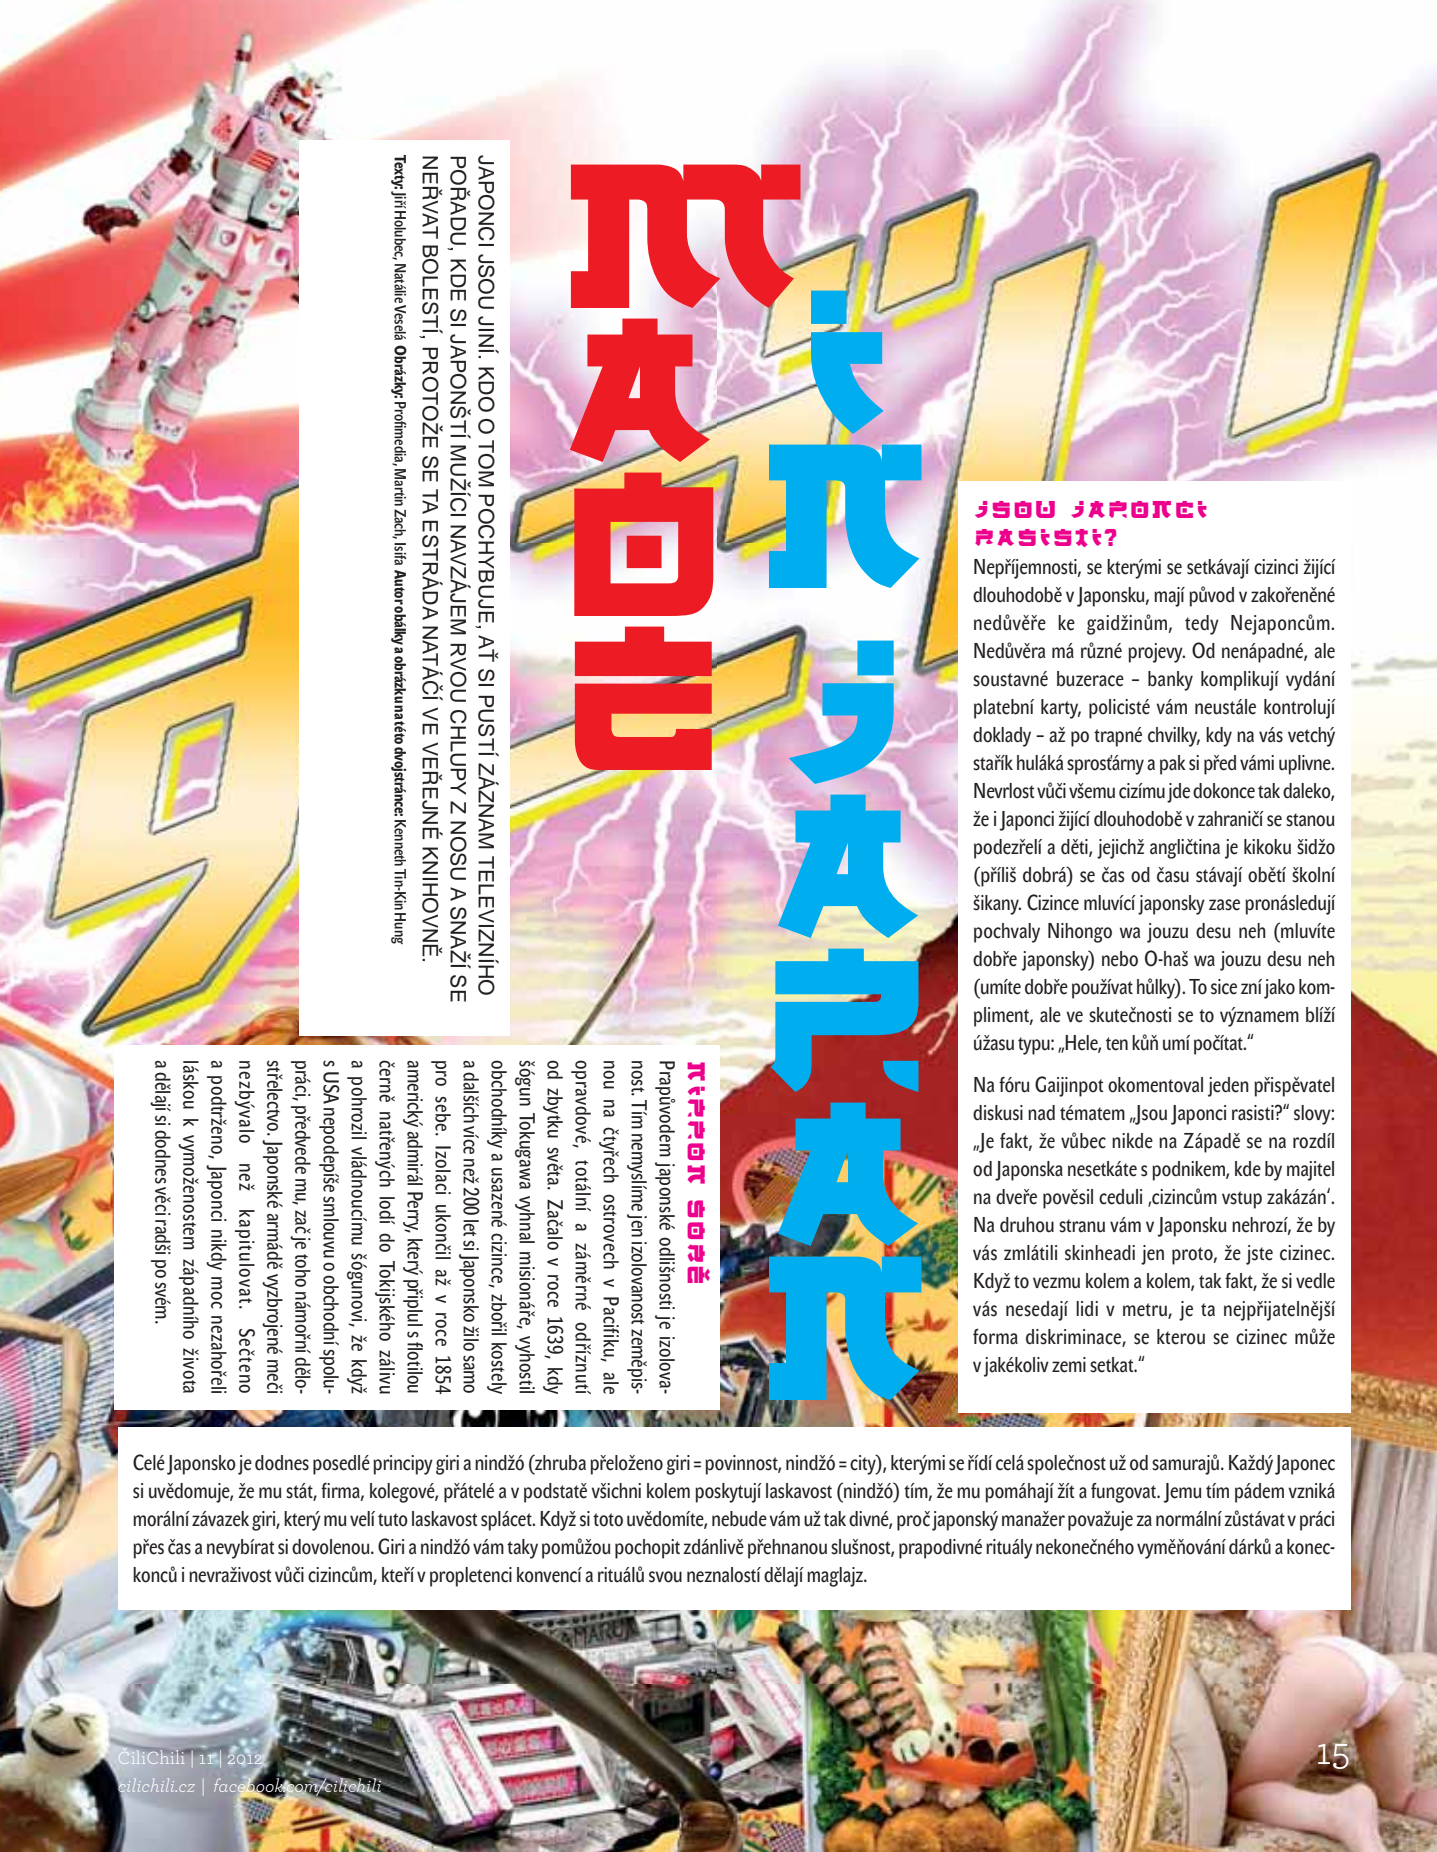 MADE
in JAPAN
JAPONCI JSOU JINÍ. KDO O TOM POCHYBUJE, AŤ SI PUSTÍ ZÁZNAM TELEVIZNÍHO
POŘADU, KDE SI JAPONŠTÍ MUŽÍCI NAVZÁJEM RVOU CHLUPY Z NOSU A SNAŽÍ SE
NEŘVAT BOLESTÍ, PROTOŽE SE TA ESTRÁDA NATÁČÍ VE VEŘEJNÉ KNIHOVNĚ.
Texty: Jiří Holubec, Natálie Veselá Obrázky: Profimedia, Martin Zach, Isifa Autor obálky a obrázku na této dvojstránce: Kenneth Tin-Kin Hung
NIPPON SOBĚ
Prapůvodem japonské odlišnosti je izolova-
nost. Tím nemyslíme jen izolovanost zeměpis-
nou na čtyřech ostrovech v Pacifiku, ale
opravdové, totální a záměrné odříznutí
od zbytku světa. Začalo v roce 1639, kdy
šógun Tokugawa vyhnal misionáře, vyhostil
obchodníky a usazené cizince, zbořil kostely
a dalších více než 200 let si Japonsko žilo samo
pro sebe. Izolaci ukončil až v roce 1854
americký admirál Perry, který připlul s flotilou
černě natřených lodí do Tokijského zálivu
a pohrozil vládnoucímu šógunovi, že když
s USA nepodepíše smlouvu o obchodní spolu-
práci, předvede mu, zač je toho námořní dělo-
střelectvo. Japonské armádě vyzbrojené meči
nezbývalo než kapitulovat. Sečteno
a podtrženo, Japonci nikdy moc nezahořeli
láskou k vymoženostem západního života
a dělají si dodnes věci radši po svém.
JSOU JAPONCI
RASISTI?
Nepříjemnosti, se kterými se setkávají cizinci žijící
dlouhodobě v Japonsku, mají původ v zakořeněné
nedůvěře ke gaidžinům, tedy Nejaponcům.
Nedůvěra má různé projevy. Od nenápadné, ale
soustavné buzerace – banky komplikují vydání
platební karty, policisté vám neustále kontrolují
doklady – až po trapné chvilky, kdy na vás vetchý
stařík huláká sprosťárny a pak si před vámi uplivne.
Nevrlost vůči všemu cizímu jde dokonce tak daleko,
že i Japonci žijící dlouhodobě v zahraničí se stanou
podezřelí a děti, jejichž angličtina je kikoku šidžo
(příliš dobrá) se čas od času stávají obětí školní
šikany. Cizince mluvící japonsky zase pronásledují
pochvaly Nihongo wa jouzu desu neh (mluvíte
dobře japonsky) nebo O-haš wa jouzu desu neh
(umíte dobře používat hůlky). To sice zní jako kom-
pliment, ale ve skutečnosti se to významem blíží
úžasu typu: „Hele, ten kůň umí počítat.“
Na fóru Gaijinpot okomentoval jeden přispěvatel
diskusi nad tématem „Jsou Japonci rasisti?“ slovy:
„Je fakt, že vůbec nikde na Západě se na rozdíl
od Japonska nesetkáte s podnikem, kde by majitel
na dveře pověsil ceduli ‚cizincům vstup zakázán‘.
Na druhou stranu vám v Japonsku nehrozí, že by
vás zmlátili skinheadi jen proto, že jste cizinec.
Když to vezmu kolem a kolem, tak fakt, že si vedle
vás nesedají lidi v metru, je ta nejpřijatelnější
forma diskriminace, se kterou se cizinec může
v jakékoliv zemi setkat.“
Celé Japonsko je dodnes posedlé principy giri a nindžó (zhruba přeloženo giri = povinnost, nindžó = city), kterými se řídí celá společnost už od samurajů. Každý Japonec
si uvědomuje, že mu stát, firma, kolegové, přátelé a v podstatě všichni kolem poskytují laskavost (nindžó) tím, že mu pomáhají žít a fungovat. Jemu tím pádem vzniká
morální závazek giri, který mu velí tuto laskavost splácet. Když si toto uvědomíte, nebude vám už tak divné, proč japonský manažer považuje za normální zůstávat v práci
přes čas a nevybírat si dovolenou. Giri a nindžó vám taky pomůžou pochopit zdánlivě přehnanou slušnost, prapodivné rituály nekonečného vyměňování dárků a konec-
konců i nevraživost vůči cizincům, kteří v propletenci konvencí a rituálů svou neznalostí dělají maglajz.
ČiliChili | 11 | 2012
cilichili.cz | facebook.com/cilichili
15